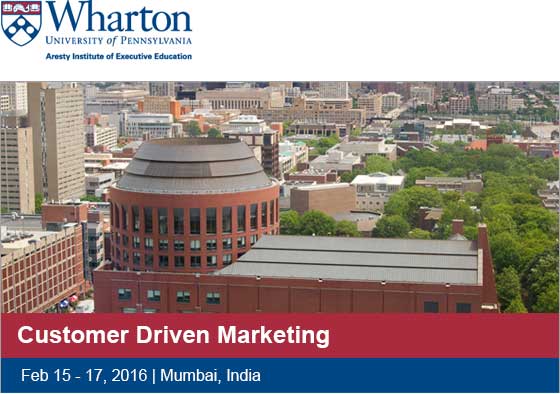 Wharton
UNIVERSITY of PENNSYLVANIA
Aresty Institute of Executive Education
Customer Driven Marketing
Feb 15 - 17, 2016 | Mumbai, India